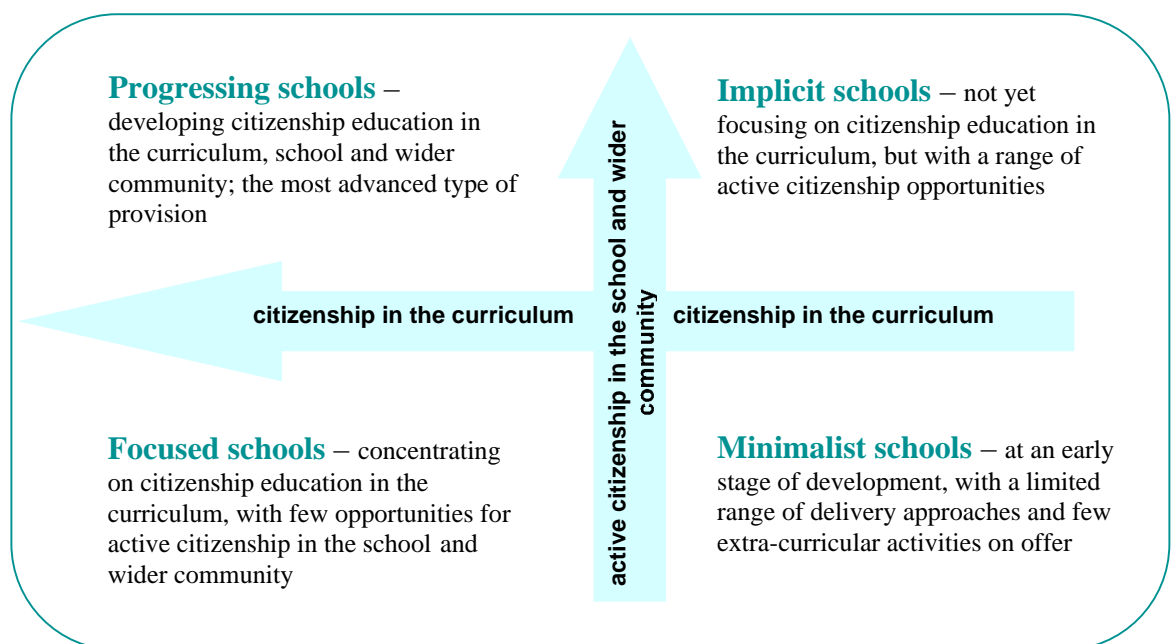 Progressing schools –
developing citizenship education in
the curriculum, school and wider
community; the most advanced type of
provision
Implicit schools – not yet
focusing on citizenship education in
the curriculum, but with a range of
active citizenship opportunities
citizenship in the curriculum
active citizenship in the school and wider
community
citizenship in the curriculum
Focused schools – concentrating
on citizenship education in the
curriculum, with few opportunities for
active citizenship in the school and
wider community
Minimalist schools – at an early
stage of development, with a limited
range of delivery approaches and few
extra-curricular activities on offer